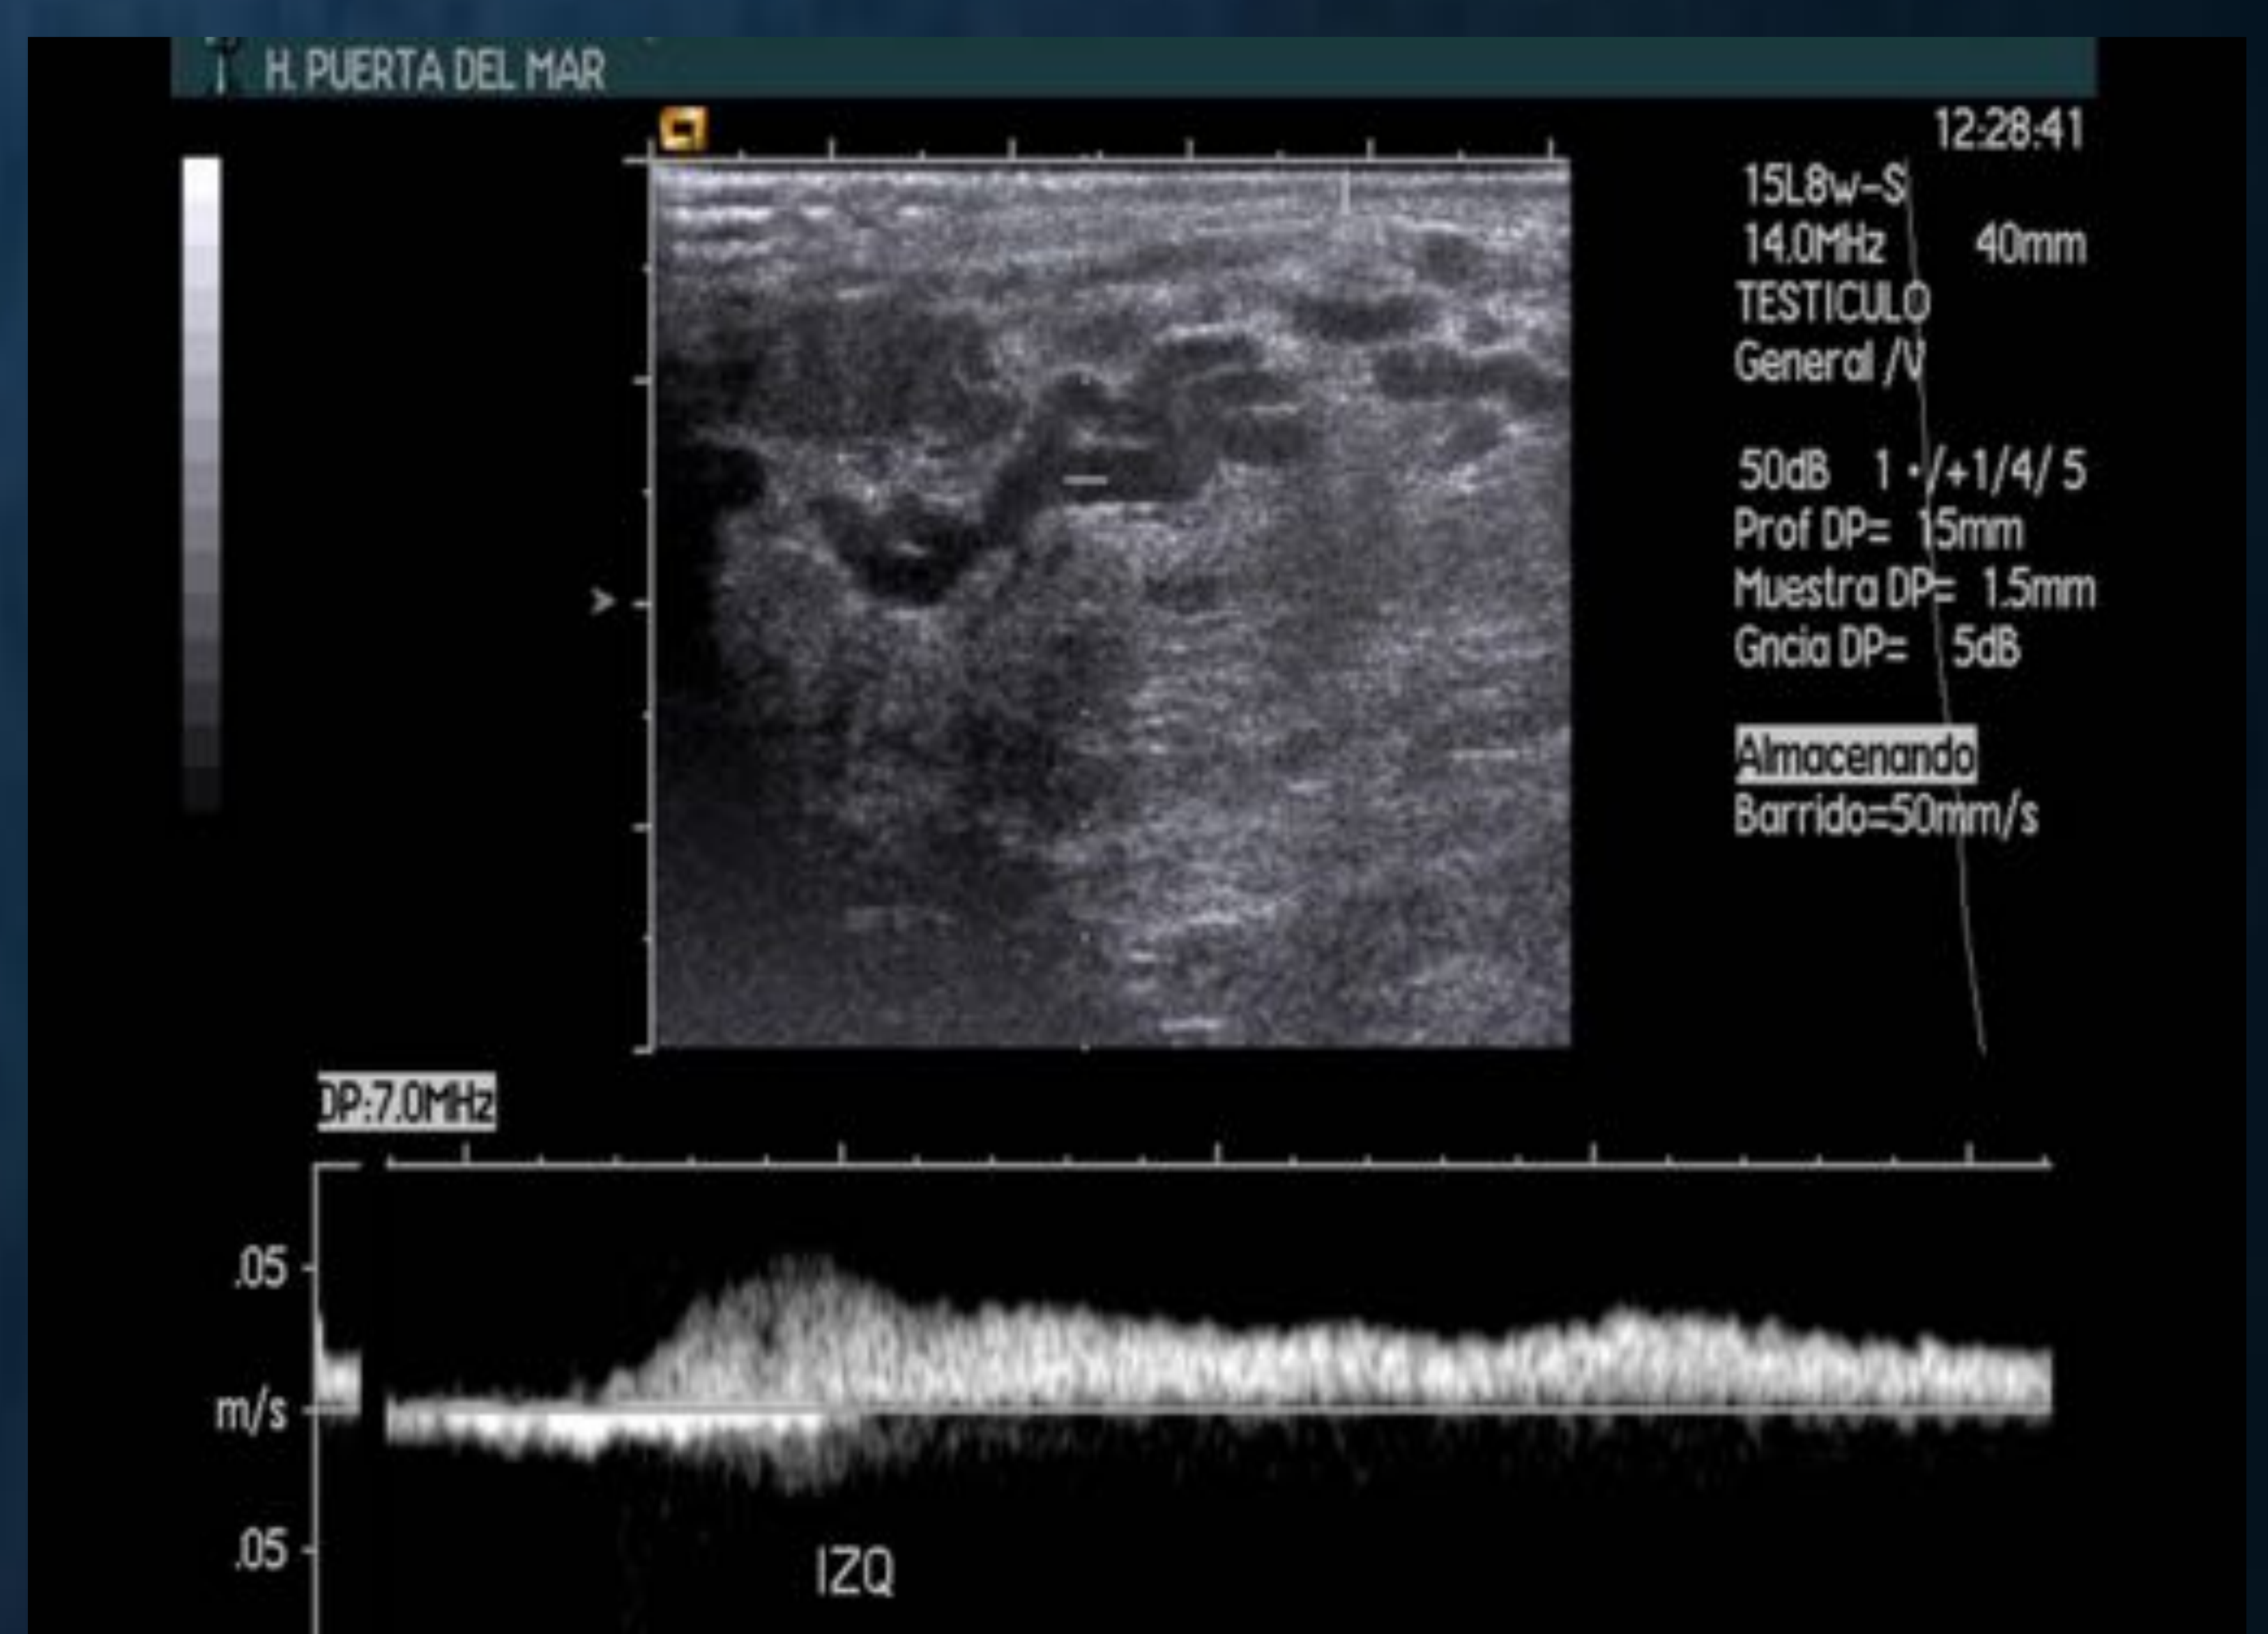 H. PUERTA DEL MAR
12:28:41
15L8w-S
14.0MHz 40mm
TESTICULO
General /V
50dB 1 •/+1/4/ 5
Prof DP= 15mm
Muestra DP= 1.5mm
Gncia DP= 5dB
Almacenando
Barrido=50mm/s
DP:7.0MHz
.05
m/s
.05
IZQ